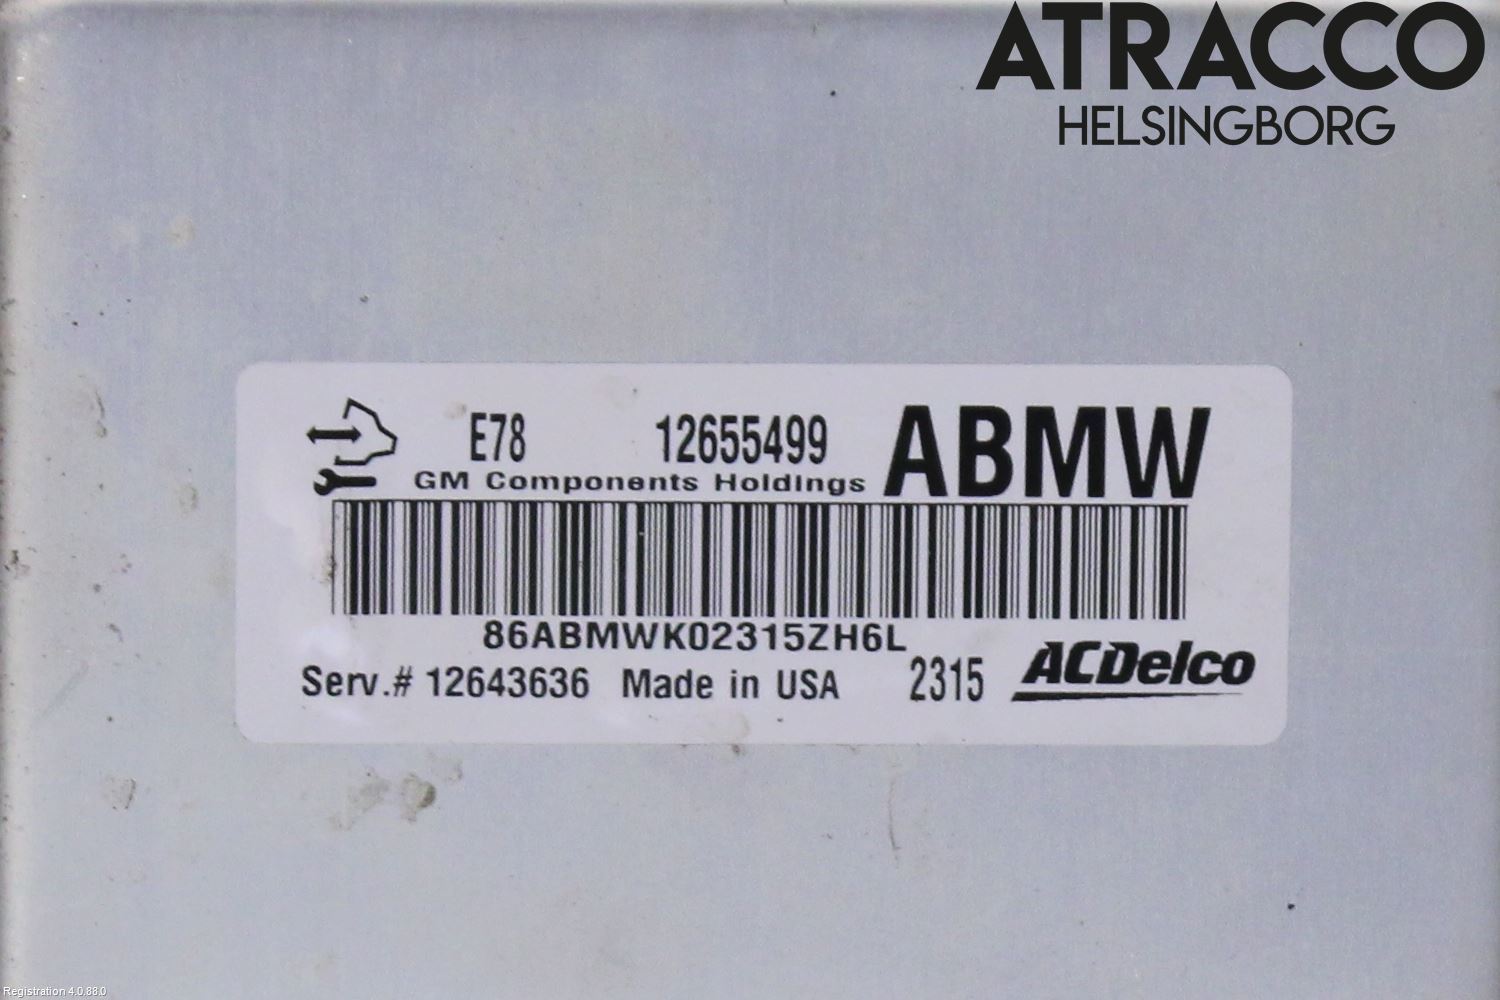 ATRACCO
HELSINGBORG
E78 12655499 ABMW
GM Components Holdings
86ABMWK02315ZH6L
Serv.# 12643636 Made in USA 2315 ACDelco
Registration 4.0.88.0